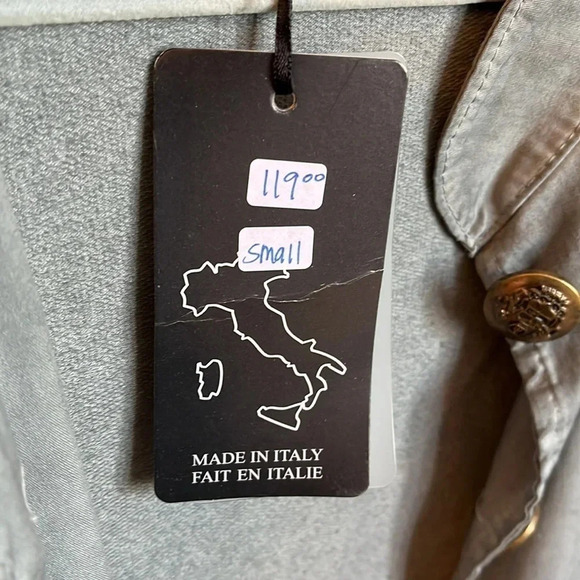 119⁰⁰
small
MADE IN ITALY
FAIT EN ITALIE